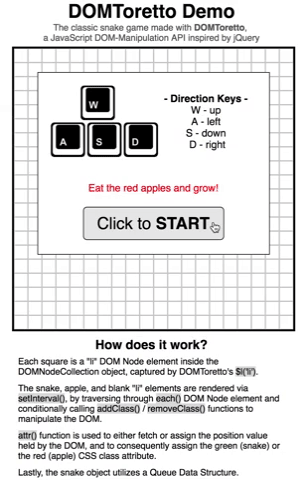 DOMToretto Demo
The classic snake game made with DOMToretto,
a JavaScript DOM-Manipulation API inspired by jQuery
W
A S D
- Direction Keys -
W - up
A - left
S - down
D - right
Eat the red apples and grow!
Click to START
How does it work?
Each square is a "li" DOM Node element inside the
DOMNodeCollection object, captured by DOMToretto's $l('li').
The snake, apple, and blank "li" elements are rendered via
setInterval(), by traversing through each() DOM Node element and
conditionally calling addClass() / removeClass() functions to
manipulate the DOM.
attr() function is used to either fetch or assign the position value
held by the DOM, and to consequently assign the green (snake) or
the red (apple) CSS class attribute.
Lastly, the snake object utilizes a Queue Data Structure.